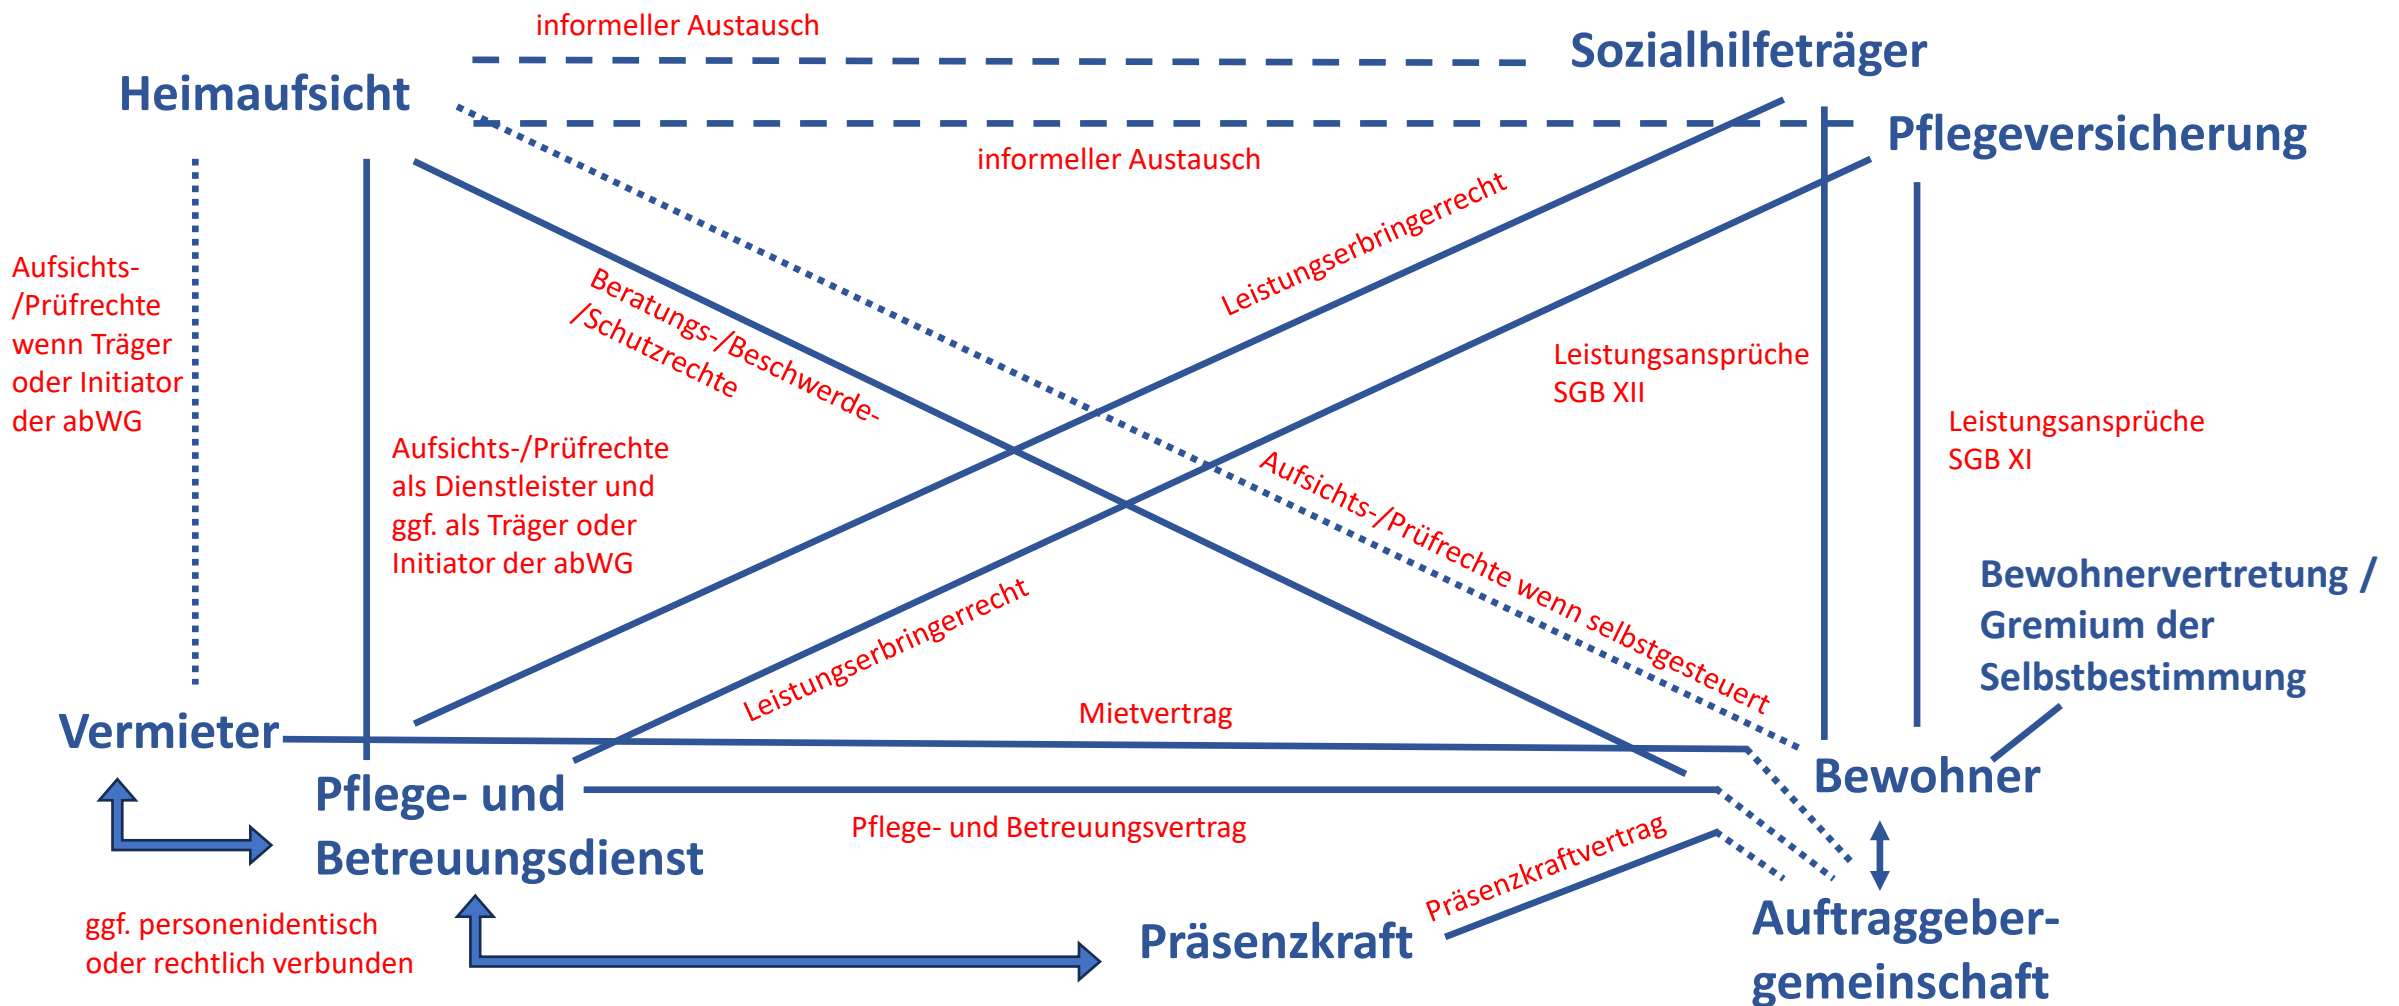 informeller Austausch
Sozialhilfeträger
Heimaufsicht
Pflegeversicherung
informeller Austausch
Leistungserbringerrecht
Aufsichts-
/Prüfrechte
wenn Träger
oder Initiator
der abWG
Beratungs-/Beschwerde-
/Schutzrechte
Leistungsansprüche
SGB XII
Leistungsansprüche
SGB XI
Aufsichts-/Prüfrechte
als Dienstleister und
ggf. als Träger oder
Initiator der abWG
Aufsichts-/Prüfrechte wenn selbstgesteuert
Bewohnervertretung /
Gremium der
Selbstbestimmung
Leistungserbringerrecht
Vermieter
Mietvertrag
Bewohner
Pflege- und
Betreuungsdienst
Pflege- und Betreuungsvertrag
Präsenzkraftvertrag
ggf. personenidentisch
oder rechtlich verbunden
Präsenzkraft
Auftraggeber-
gemeinschaft